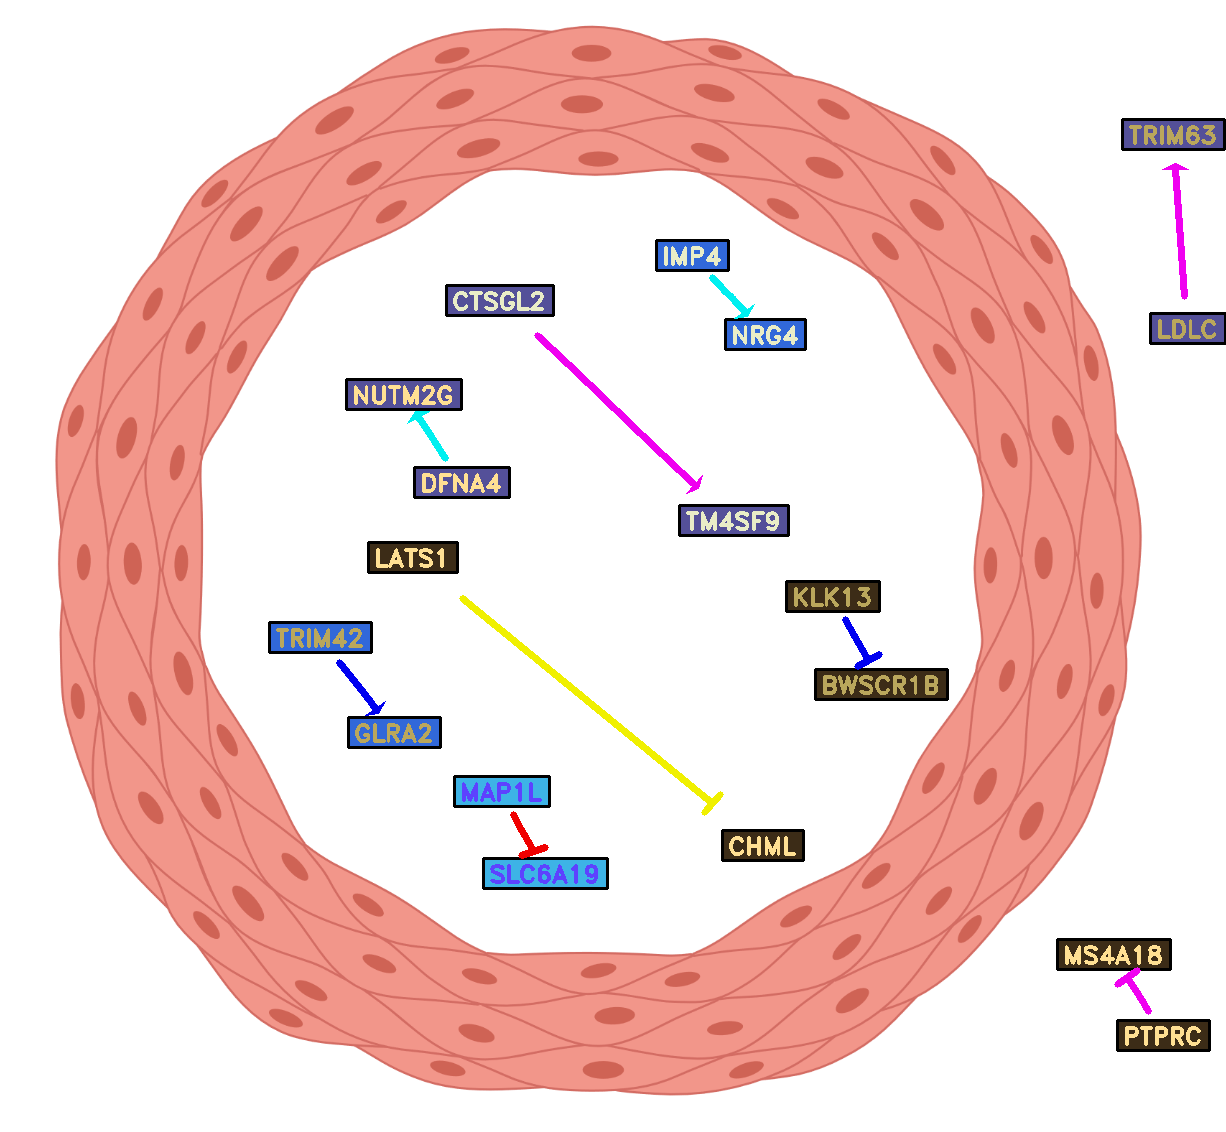 TRIM63
IMP4
CTSGL2
LDLC
NRG4
NUTM2G
DFNA4
TM4SF9
LATS1
KLK13
TRIM42
BWSCR1B
GLRA2
MAP1L
CHML
SLC6A19
MS4A18
PTPRC